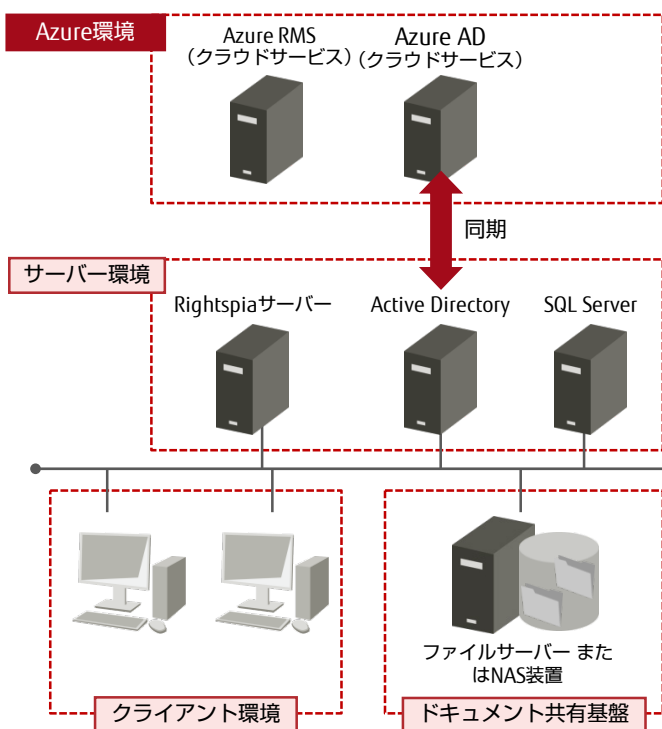 Azure環境
Azure RMS
（クラウドサービス）
Azure AD
（クラウドサービス）
同期
サーバー環境
Rightspiaサーバー
Active Directory
SQL Server
ファイルサーバー また
はNAS装置
クライアント環境
ドキュメント共有基盤